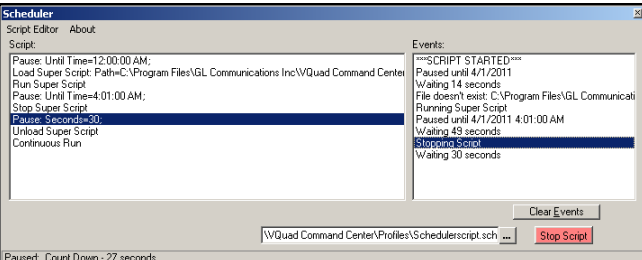 Scheduler
Script Editor About
Script:
Pause: Until Time=12:00:00 AM;
Load Super Script: Path=C:\Program Files\GL Communications Inc\VQuad Command Center
Run Super Script
Pause: Until Time=4:01:00 AM;
Stop Super Script
Pause: Seconds=30;
Unload Super Script
Continuous Run
Events:
***SCRIPT STARTED***
Paused until 4/1/2011
Waiting 14 seconds
File doesn't exist: C:\Program Files\GL Communicati
Running Super Script
Paused until 4/1/2011 4:01:00 AM
Waiting 49 seconds
Stopping Script
Waiting 30 seconds
Clear Events
\VQuad Command Center\Profiles\Schedulerscript.sch ... Stop Script
Paused: Count Down - 27 seconds